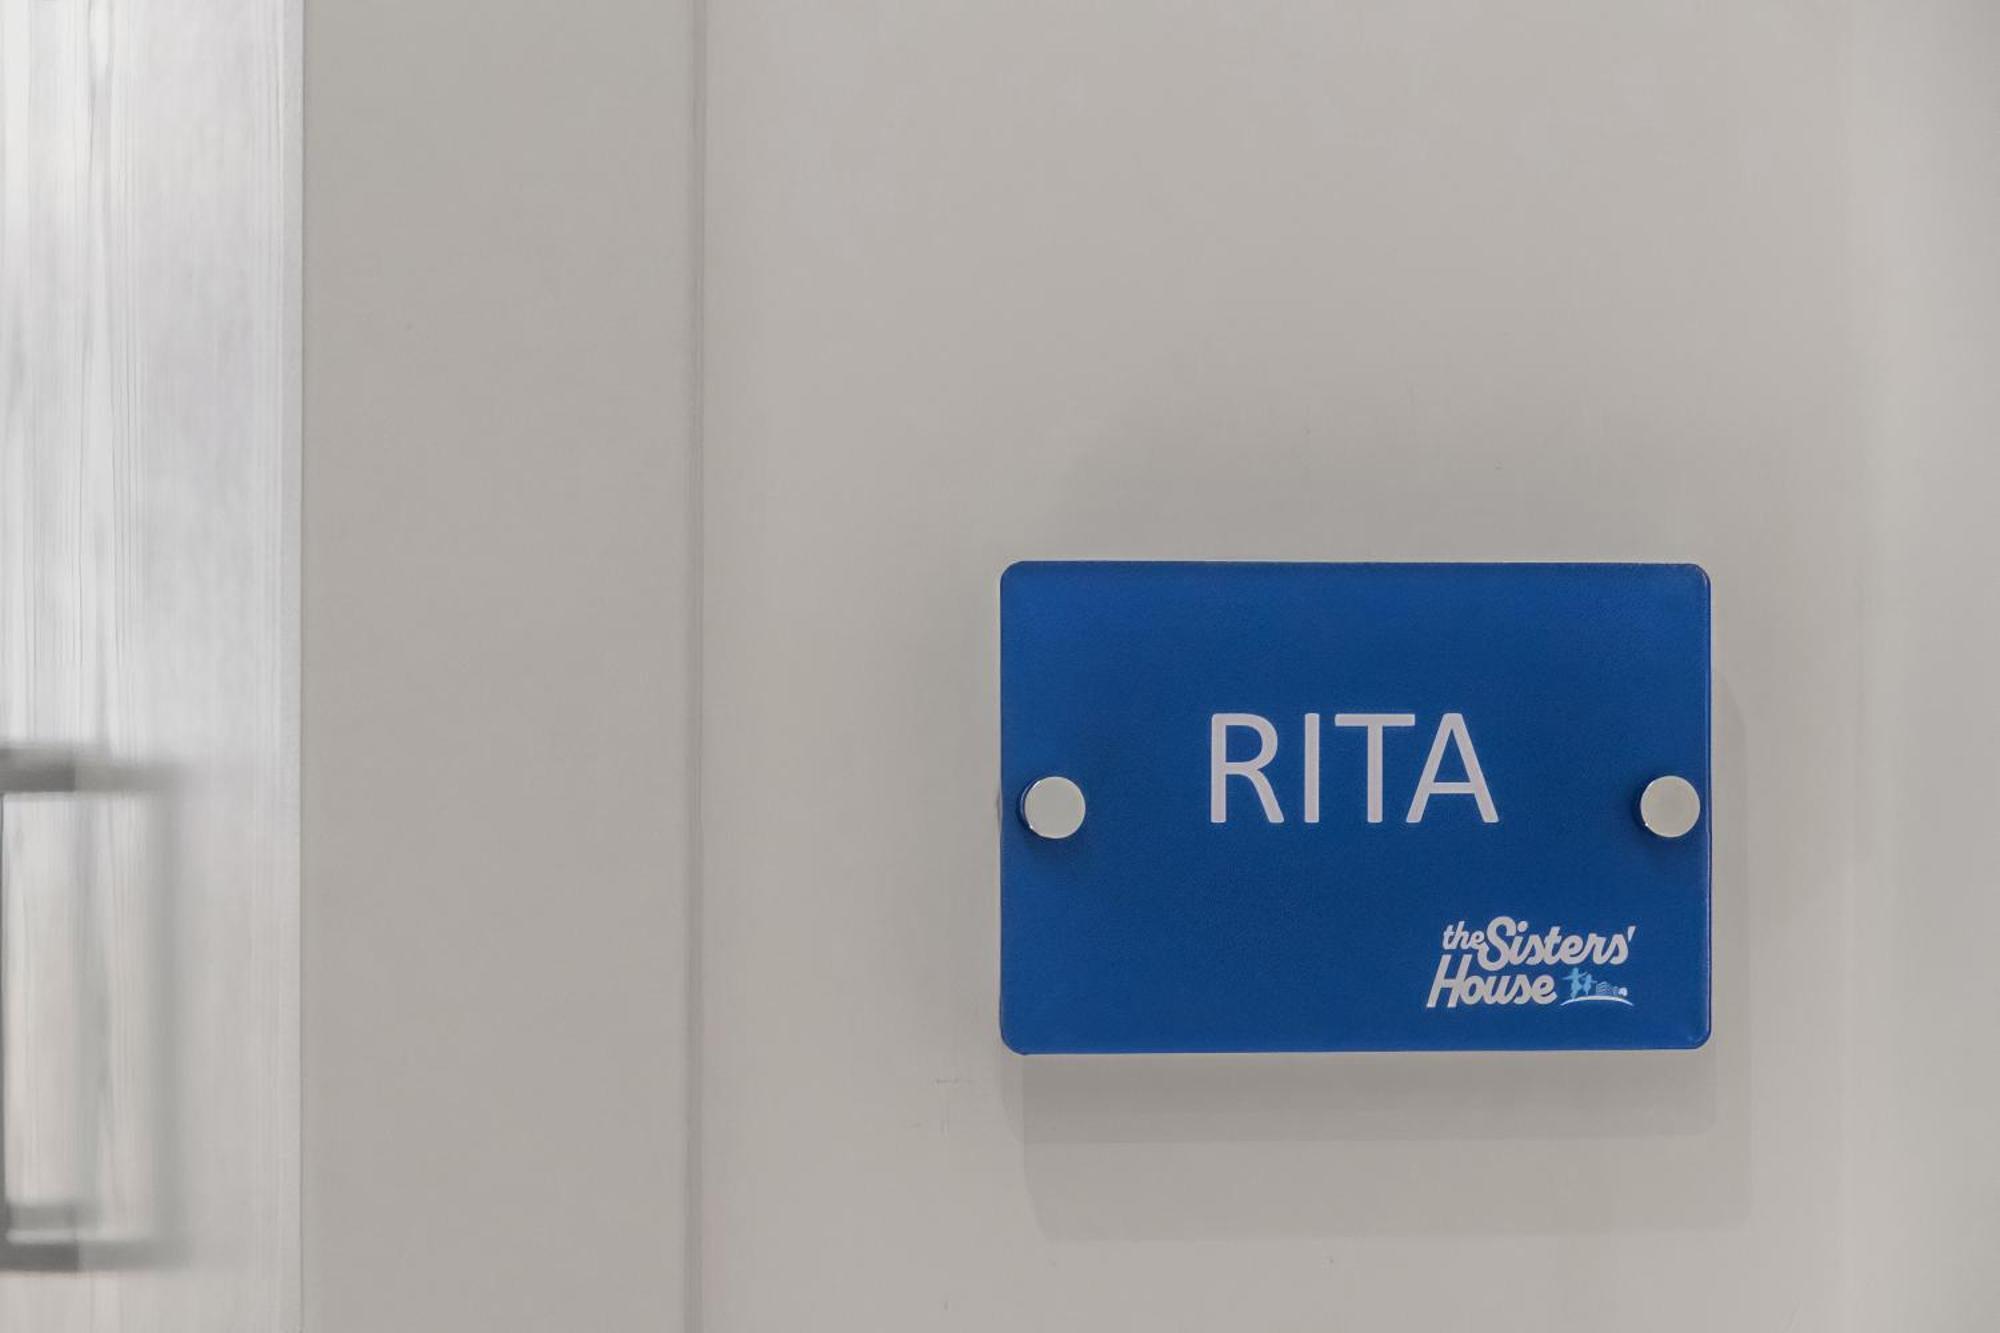 RITA
the Sisters'
House